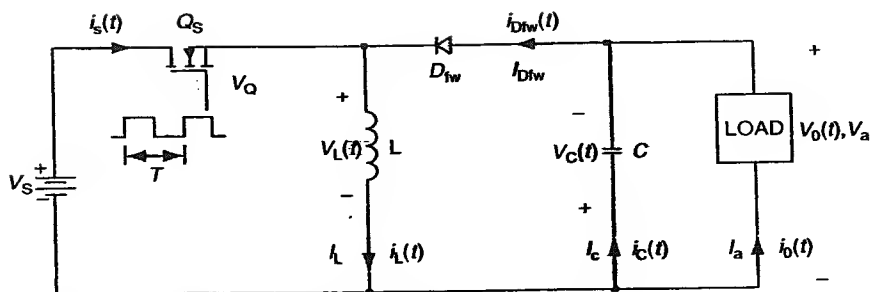 i_s(t)
Q_S
V_Q
T
V_S
+
−
D_fw
i_Dfw(t)
I_Dfw
+
V_L(t)
L
−
I_L
i_L(t)
−
V_C(t)
C
+
I_c
i_C(t)
+
LOAD
V_0(t), V_a
I_a
i_0(t)
−